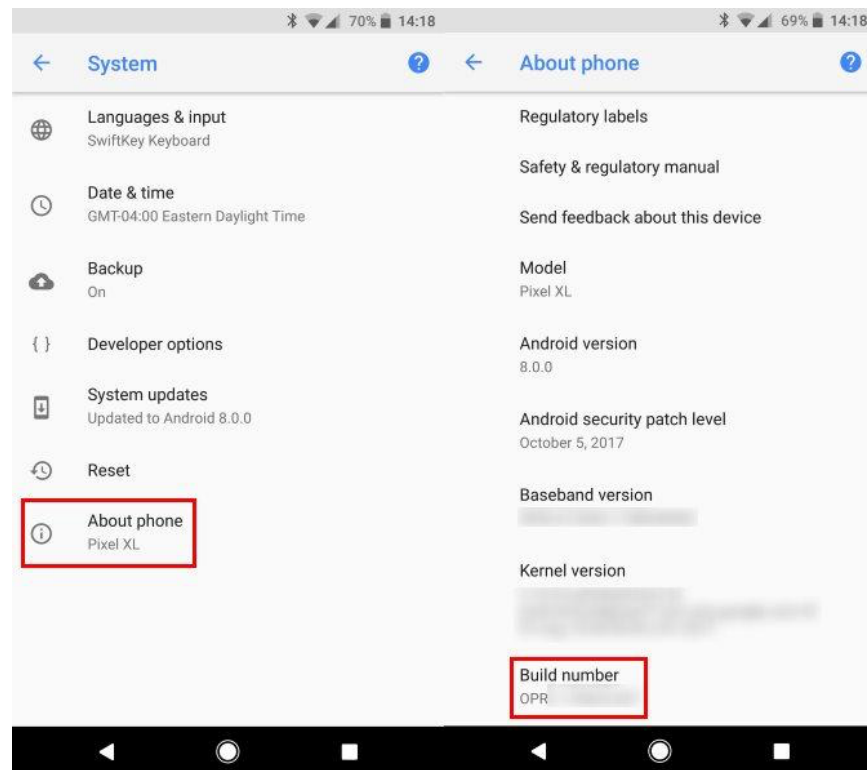 70% 14:18
System
Languages & input
SwiftKey Keyboard
Date & time
GMT-04:00 Eastern Daylight Time
Backup
On
{ } Developer options
System updates
Updated to Android 8.0.0
Reset
About phone
Pixel XL
69% 14:18
About phone
Regulatory labels
Safety & regulatory manual
Send feedback about this device
Model
Pixel XL
Android version
8.0.0
Android security patch level
October 5, 2017
Baseband version
Kernel version
Build number
OPR